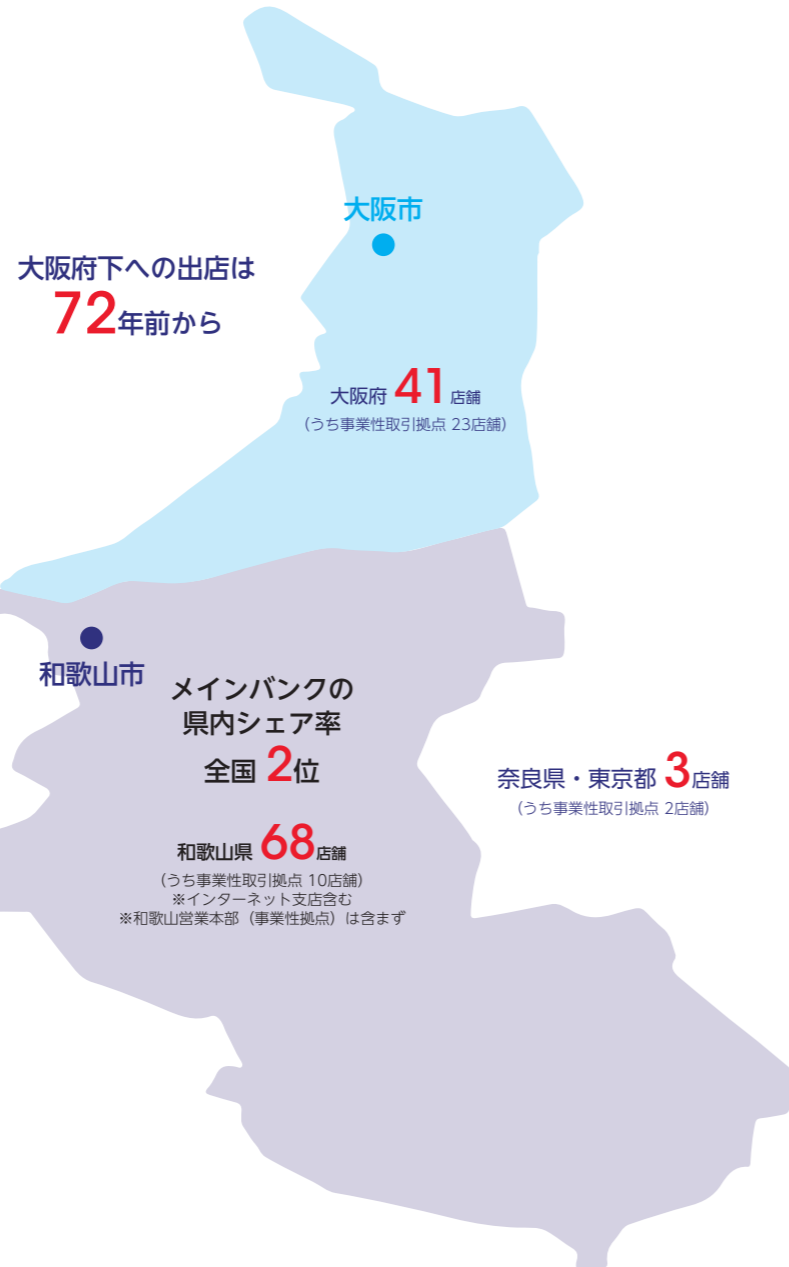 大阪市
大阪府下への出店は
72年前から
大阪府 41店舗
（うち事業性取引拠点 23店舗）
和歌山市
メインバンクの
県内シェア率
全国 2位
和歌山県 68店舗
（うち事業性取引拠点 10店舗）
※インターネット支店含む
※和歌山営業本部（事業性拠点）は含まず
奈良県・東京都 3店舗
（うち事業性取引拠点 2店舗）